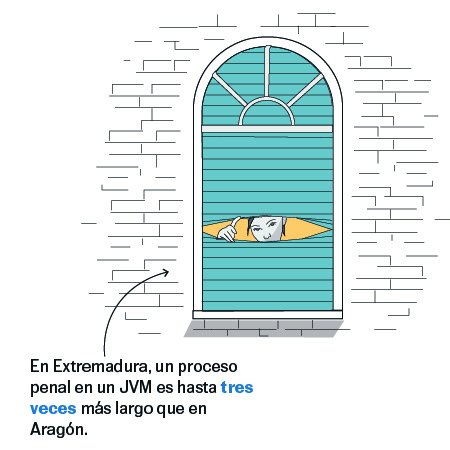 En Extremadura, un proceso
penal en un JVM es hasta tres
veces más largo que en
Aragón.